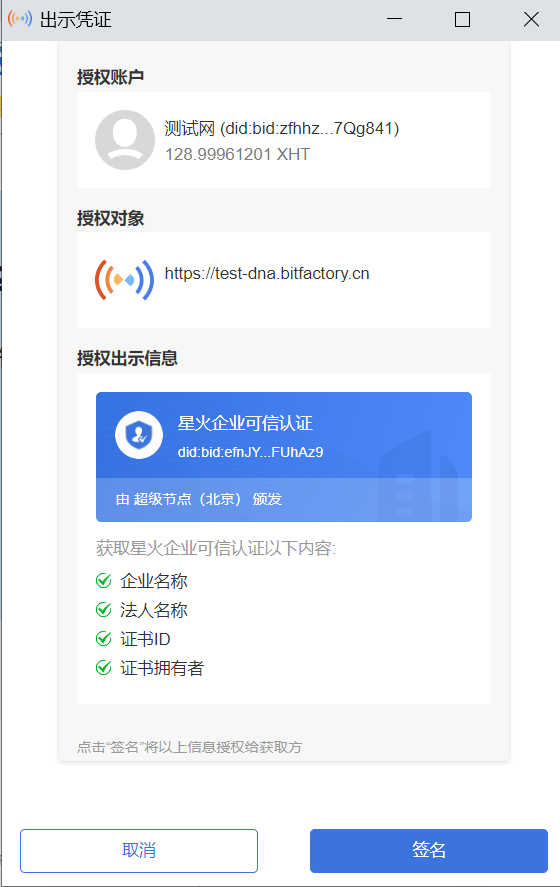 出示凭证
授权账户
测试网 (did:bid:zfhhz...7Qg841)
128.99961201 XHT
授权对象
https://test-dna.bitfactory.cn
授权出示信息
星火企业可信认证
did:bid:efnJY...FUhAz9
由 超级节点（北京） 颁发
获取星火企业可信认证以下内容:
企业名称
法人名称
证书ID
证书拥有者
点击“签名”将以上信息授权给获取方
取消
签名